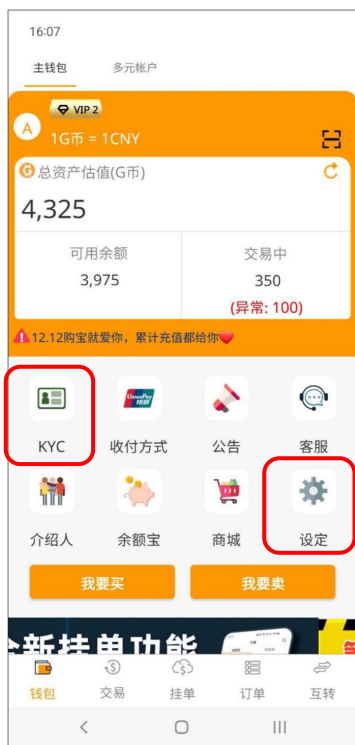 16:07
主钱包 多元帐户
VIP 2
A
1G币 = 1CNY
G 总资产估值(G币)
4,325
可用余额 交易中
3,975 350
(异常: 100)
12.12购宝就爱你，累计充值都给你
UnionPay
银联
KYC 收付方式 公告 客服
介绍人 余额宝 商城 设定
我要买 我要卖
全新挂单功能
钱包 交易 挂单 订单 互转